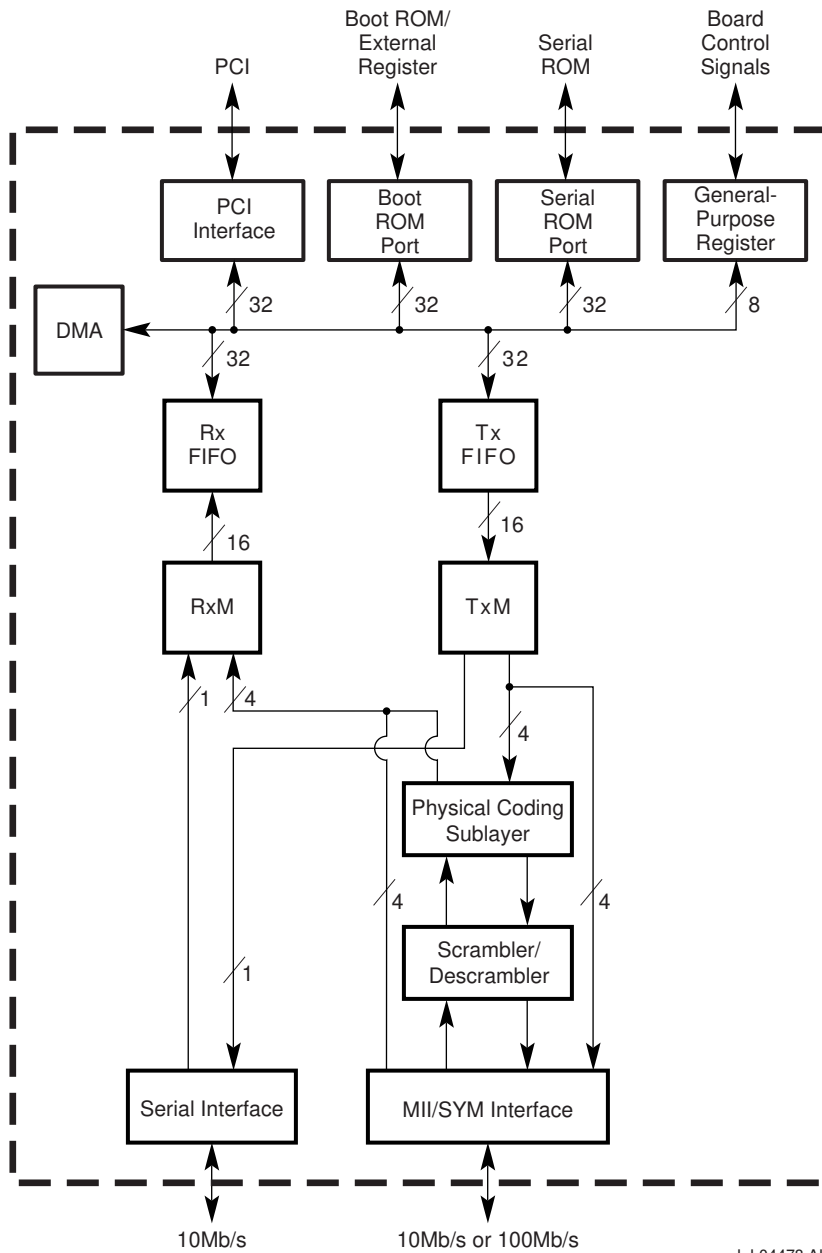 Boot ROM/
External
Register
Serial
ROM
Board
Control
Signals
PCI
PCI
Interface
Boot
ROM
Port
Serial
ROM
Port
General-
Purpose
Register
32
32
32
8
DMA
32
32
Rx
FIFO
Tx
FIFO
16
16
RxM
TxM
1
4
4
Physical Coding
Sublayer
4
4
Scrambler/
Descrambler
1
Serial Interface
MII/SYM Interface
10Mb/s
10Mb/s or 100Mb/s